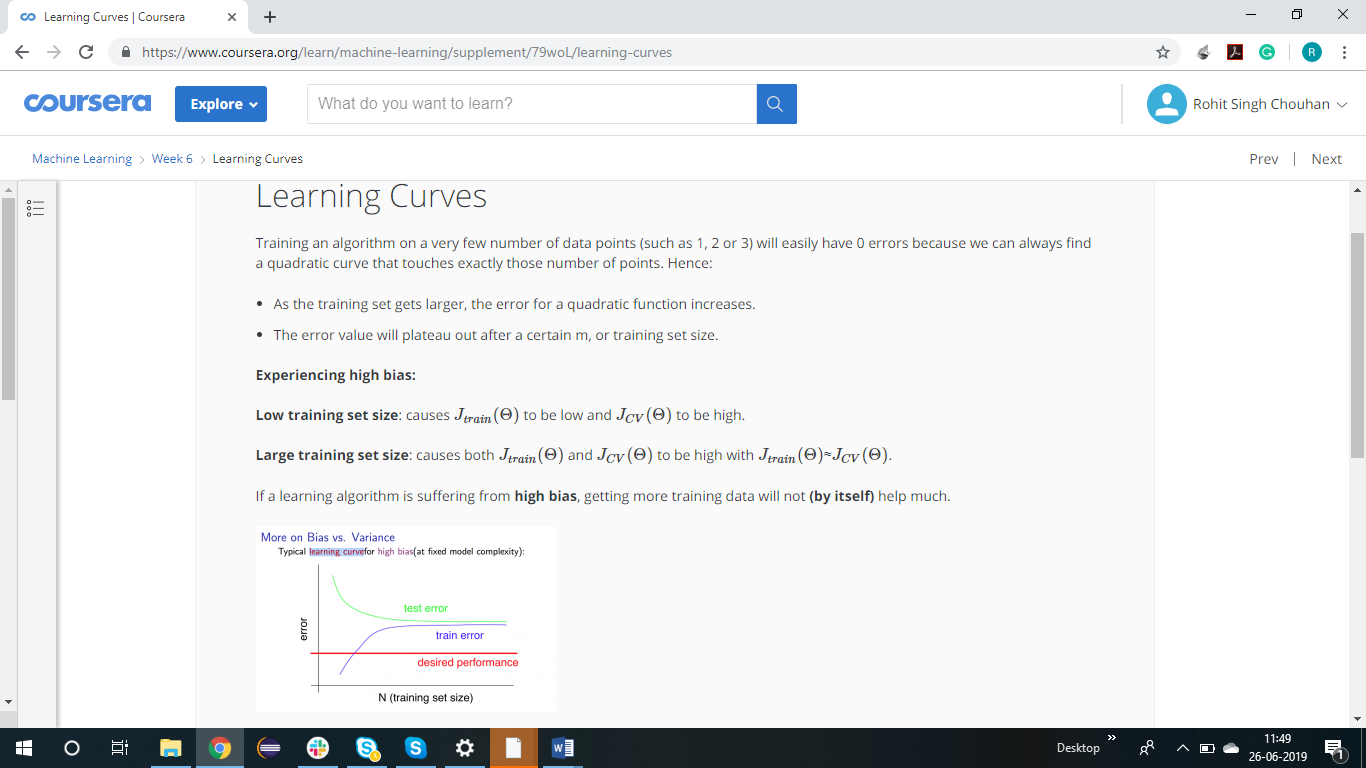 Learning Curves | Coursera
https://www.coursera.org/learn/machine-learning/supplement/79woL/learning-curves
R
coursera
Explore
What do you want to learn?
Rohit Singh Chouhan
Machine Learning > Week 6 > Learning Curves
Prev | Next
Learning Curves
Training an algorithm on a very few number of data points (such as 1, 2 or 3) will easily have 0 errors because we can always find
a quadratic curve that touches exactly those number of points. Hence:
• As the training set gets larger, the error for a quadratic function increases.
• The error value will plateau out after a certain m, or training set size.
Experiencing high bias:
Low training set size: causes J_train(Θ) to be low and J_CV(Θ) to be high.
Large training set size: causes both J_train(Θ) and J_CV(Θ) to be high with J_train(Θ)≈J_CV(Θ).
If a learning algorithm is suffering from high bias, getting more training data will not (by itself) help much.
More on Bias vs. Variance
Typical learning curvefor high bias(at fixed model complexity):
test error
error
train error
desired performance
N (training set size)
Desktop
11:49
26-06-2019
1